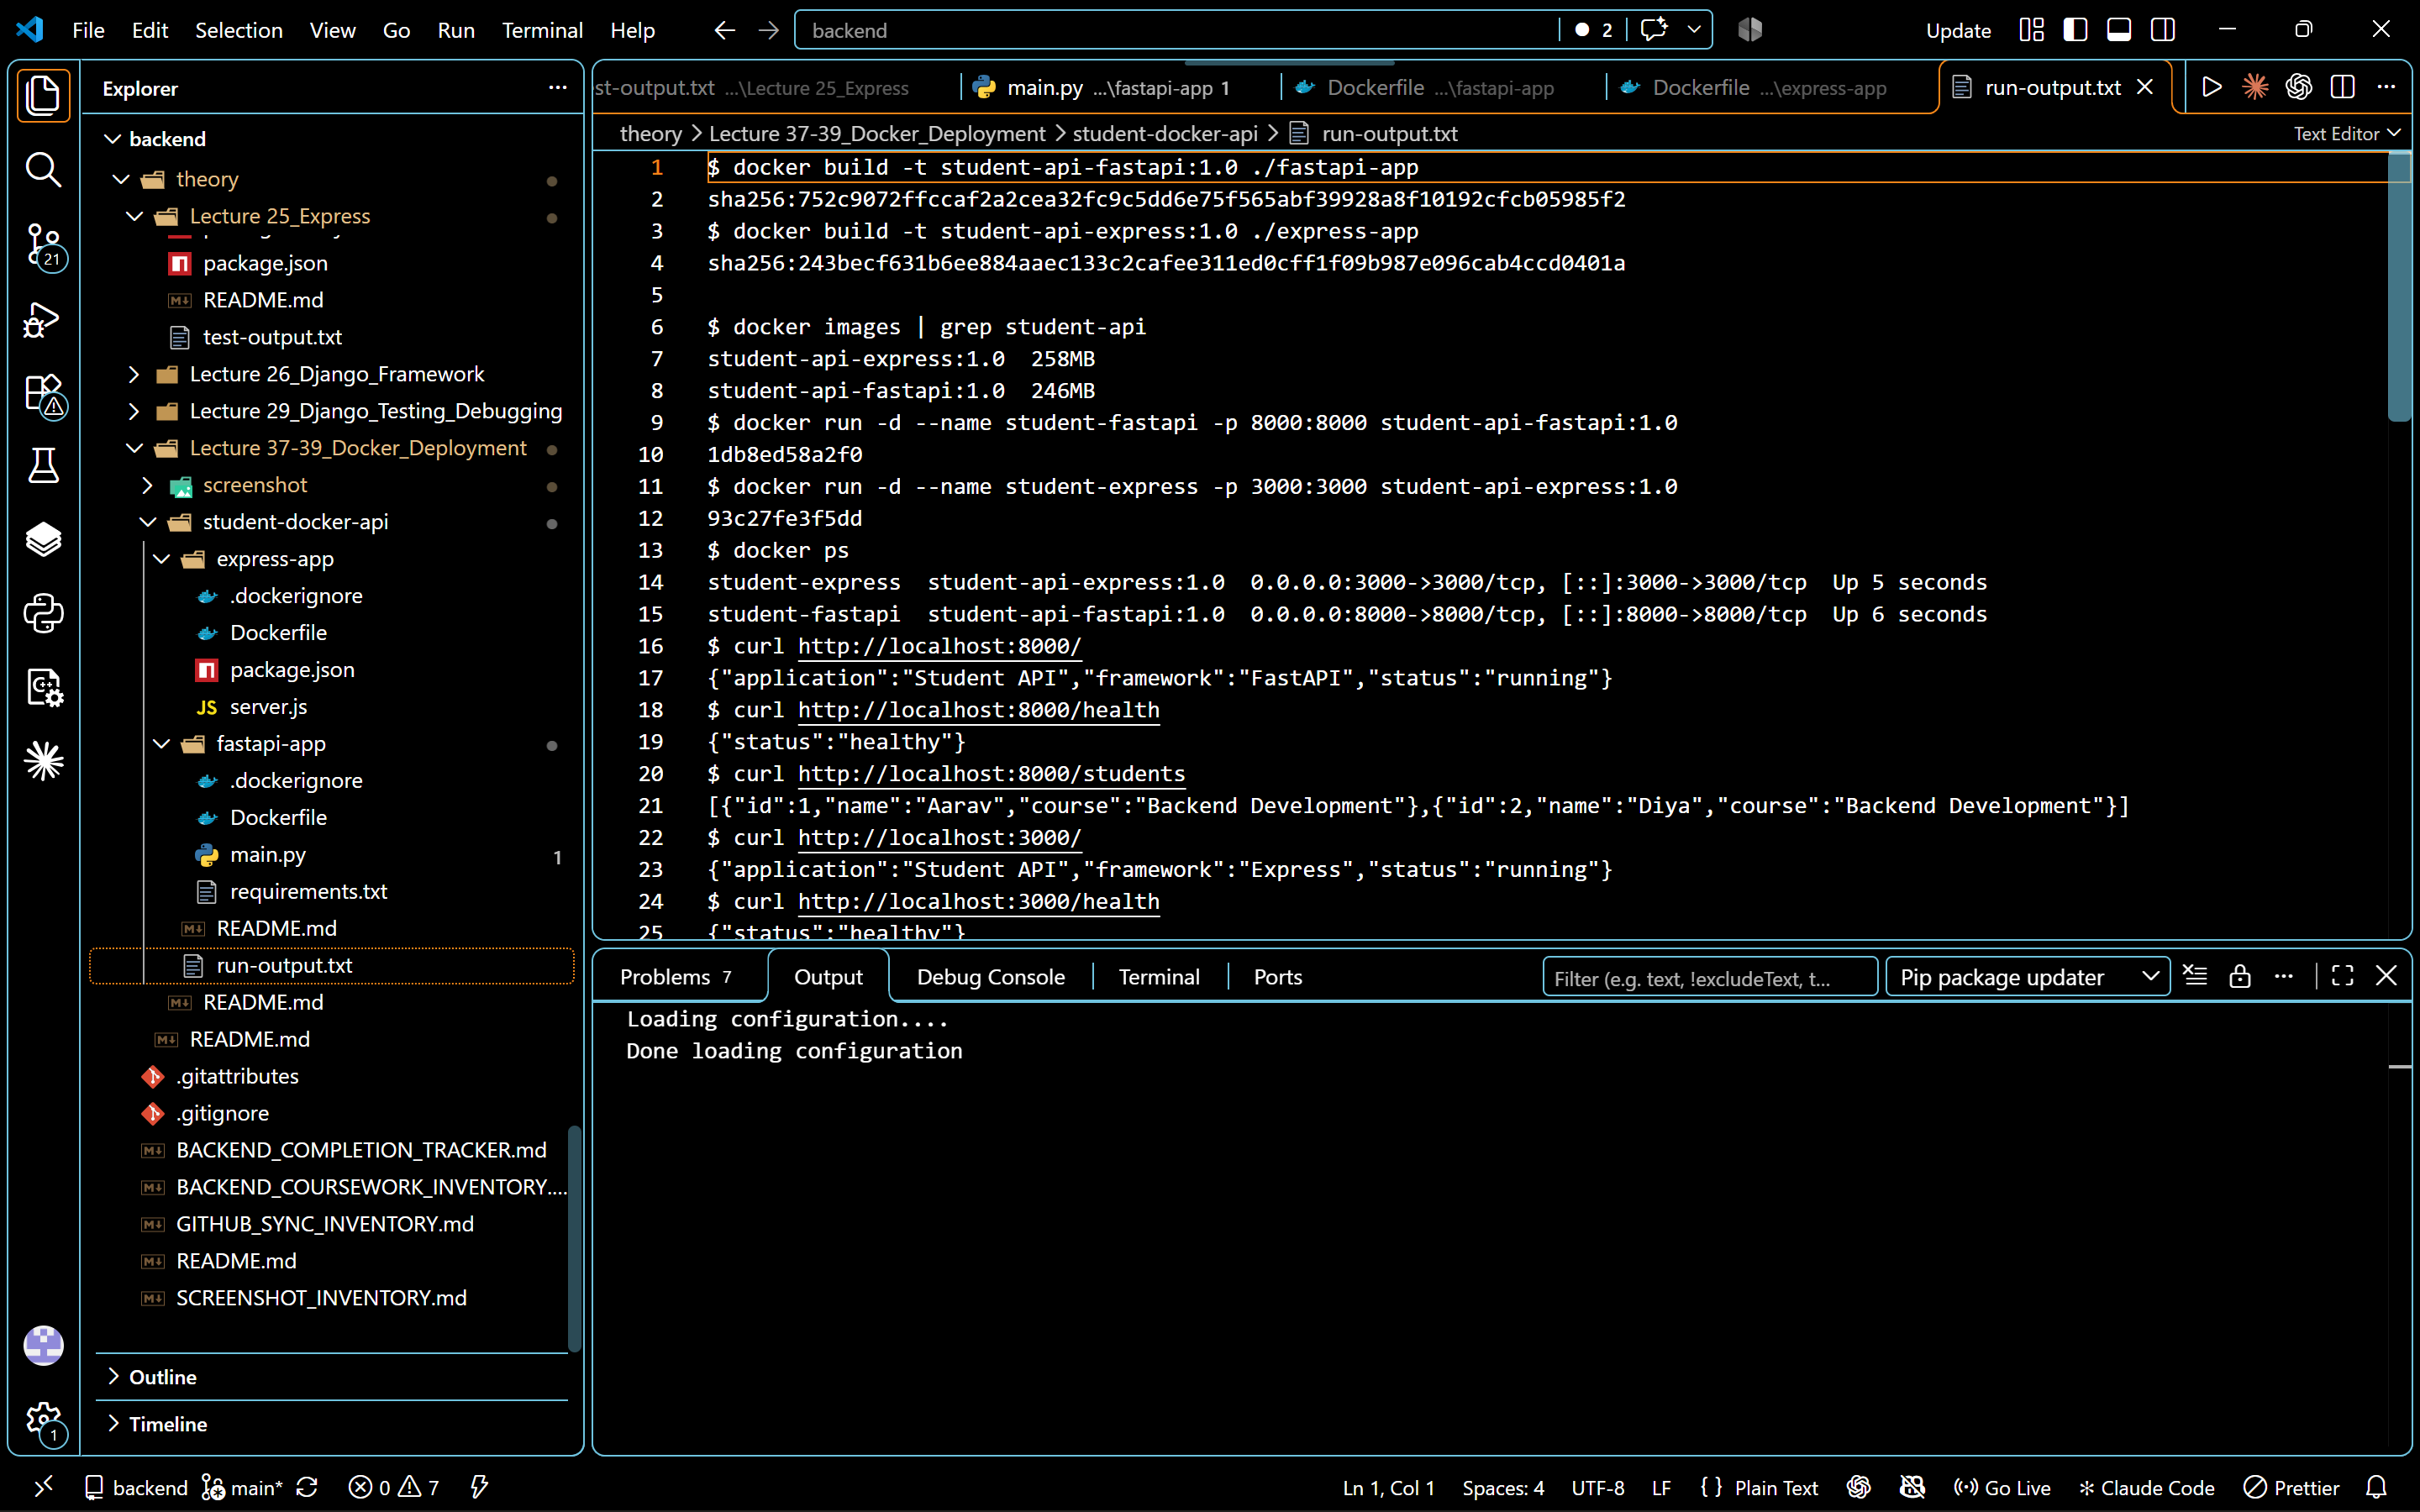 File Edit Selection View Go Run Terminal Help
backend
2
Update
Explorer
backend
theory
Lecture 25_Express
package.json
README.md
test-output.txt
Lecture 26_Django_Framework
Lecture 29_Django_Testing_Debugging
Lecture 37-39_Docker_Deployment
screenshot
student-docker-api
express-app
.dockerignore
Dockerfile
package.json
JS server.js
fastapi-app
.dockerignore
Dockerfile
main.py 1
requirements.txt
README.md
run-output.txt
README.md
README.md
.gitattributes
.gitignore
BACKEND_COMPLETION_TRACKER.md
BACKEND_COURSEWORK_INVENTORY....
GITHUB_SYNC_INVENTORY.md
README.md
SCREENSHOT_INVENTORY.md
Outline
Timeline
21
1
st-output.txt ...\Lecture 25_Express main.py ...\fastapi-app 1 Dockerfile ...\fastapi-app Dockerfile ...\express-app run-output.txt
theory > Lecture 37-39_Docker_Deployment > student-docker-api > run-output.txt Text Editor
1 $ docker build -t student-api-fastapi:1.0 ./fastapi-app
2 sha256:752c9072ffccaf2a2cea32fc9c5dd6e75f565abf39928a8f10192cfcb05985f2
3 $ docker build -t student-api-express:1.0 ./express-app
4 sha256:243becf631b6ee884aaec133c2cafee311ed0cff1f09b987e096cab4ccd0401a
5
6 $ docker images | grep student-api
7 student-api-express:1.0 258MB
8 student-api-fastapi:1.0 246MB
9 $ docker run -d --name student-fastapi -p 8000:8000 student-api-fastapi:1.0
10 1db8ed58a2f0
11 $ docker run -d --name student-express -p 3000:3000 student-api-express:1.0
12 93c27fe3f5dd
13 $ docker ps
14 student-express student-api-express:1.0 0.0.0.0:3000->3000/tcp, [::]:3000->3000/tcp Up 5 seconds
15 student-fastapi student-api-fastapi:1.0 0.0.0.0:8000->8000/tcp, [::]:8000->8000/tcp Up 6 seconds
16 $ curl http://localhost:8000/
17 {"application":"Student API","framework":"FastAPI","status":"running"}
18 $ curl http://localhost:8000/health
19 {"status":"healthy"}
20 $ curl http://localhost:8000/students
21 [{"id":1,"name":"Aarav","course":"Backend Development"},{"id":2,"name":"Diya","course":"Backend Development"}]
22 $ curl http://localhost:3000/
23 {"application":"Student API","framework":"Express","status":"running"}
24 $ curl http://localhost:3000/health
25 {"status":"healthy"}
Problems 7 Output Debug Console Terminal Ports Filter (e.g. text, !excludeText, t... Pip package updater
Loading configuration....
Done loading configuration
backend main* 0 7 Ln 1, Col 1 Spaces: 4 UTF-8 LF { } Plain Text Go Live Claude Code Prettier